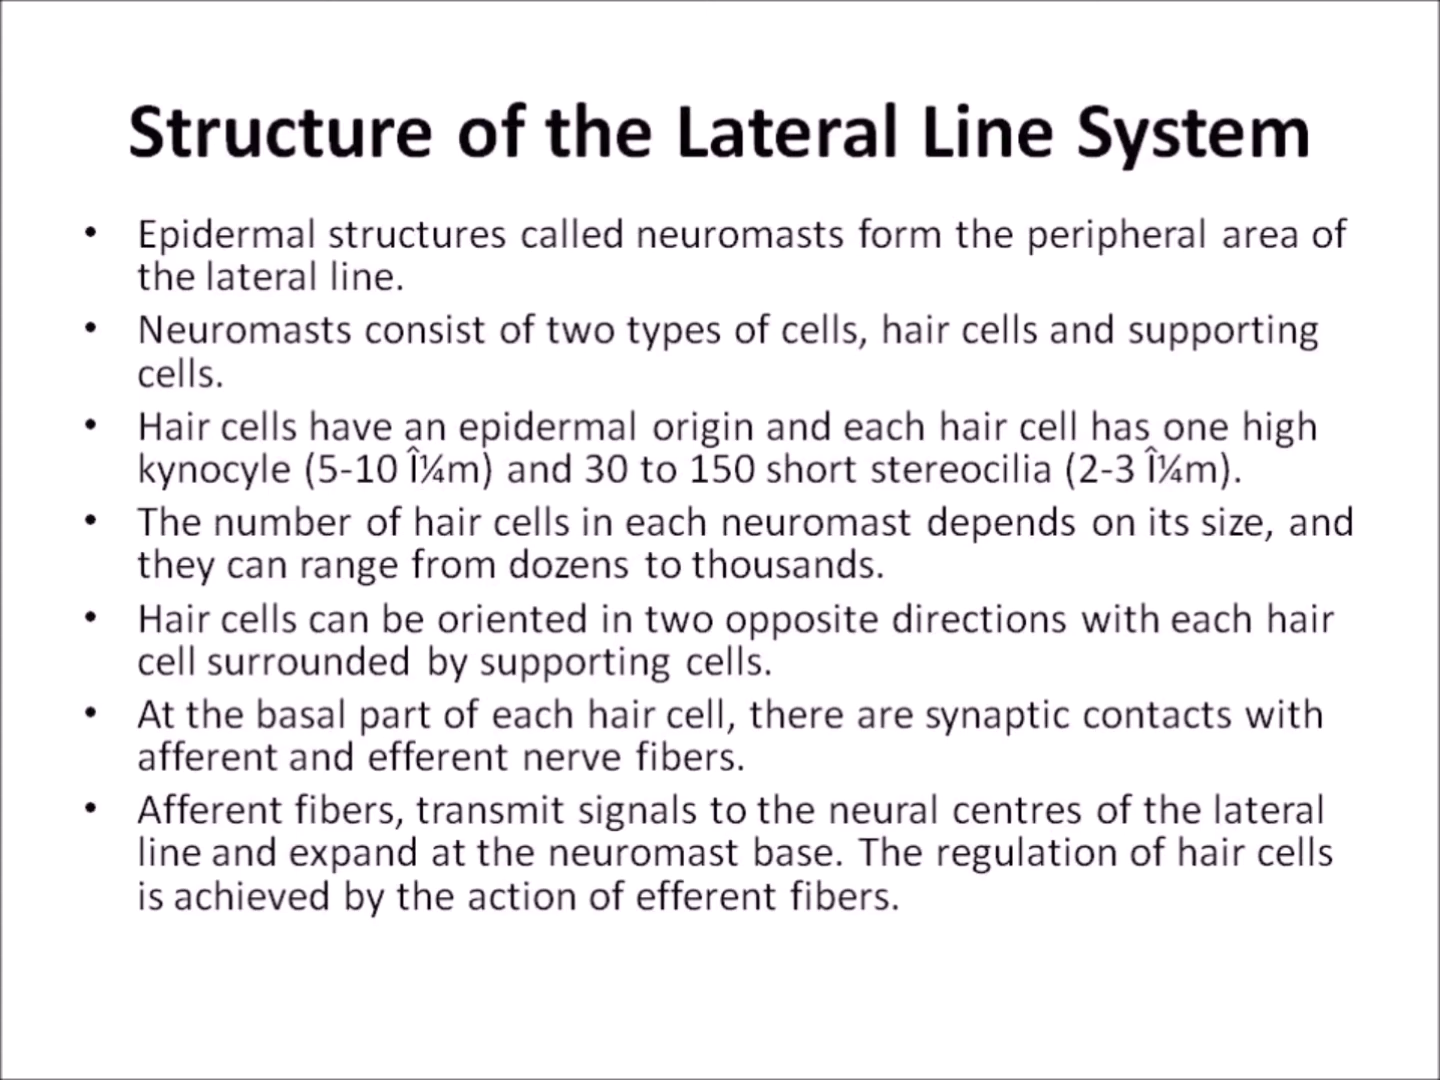 Structure of the Lateral Line System
• Epidermal structures called neuromasts form the peripheral area of
the lateral line.
• Neuromasts consist of two types of cells, hair cells and supporting
cells.
• Hair cells have an epidermal origin and each hair cell has one high
kynocyle (5-10 Î¼m) and 30 to 150 short stereocilia (2-3 Î¼m).
• The number of hair cells in each neuromast depends on its size, and
they can range from dozens to thousands.
• Hair cells can be oriented in two opposite directions with each hair
cell surrounded by supporting cells.
• At the basal part of each hair cell, there are synaptic contacts with
afferent and efferent nerve fibers.
• Afferent fibers, transmit signals to the neural centres of the lateral
line and expand at the neuromast base. The regulation of hair cells
is achieved by the action of efferent fibers.